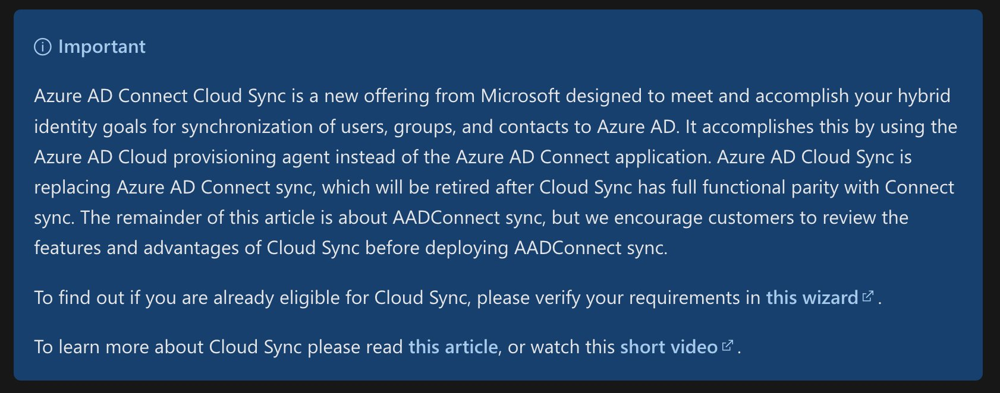 Important
Azure AD Connect Cloud Sync is a new offering from Microsoft designed to meet and accomplish your hybrid
identity goals for synchronization of users, groups, and contacts to Azure AD. It accomplishes this by using the
Azure AD Cloud provisioning agent instead of the Azure AD Connect application. Azure AD Cloud Sync is
replacing Azure AD Connect sync, which will be retired after Cloud Sync has full functional parity with Connect
sync. The remainder of this article is about AADConnect sync, but we encourage customers to review the
features and advantages of Cloud Sync before deploying AADConnect sync.
To find out if you are already eligible for Cloud Sync, please verify your requirements in this wizard.
To learn more about Cloud Sync please read this article, or watch this short video.